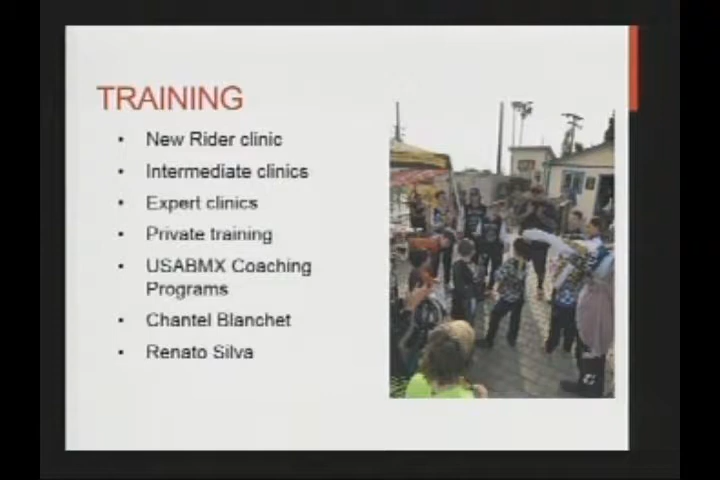 TRAINING
New Rider clinic
Intermediate clinics
Expert clinics
Private training
USABMX Coaching
Programs
Chantel Blanchet
Renato Silva